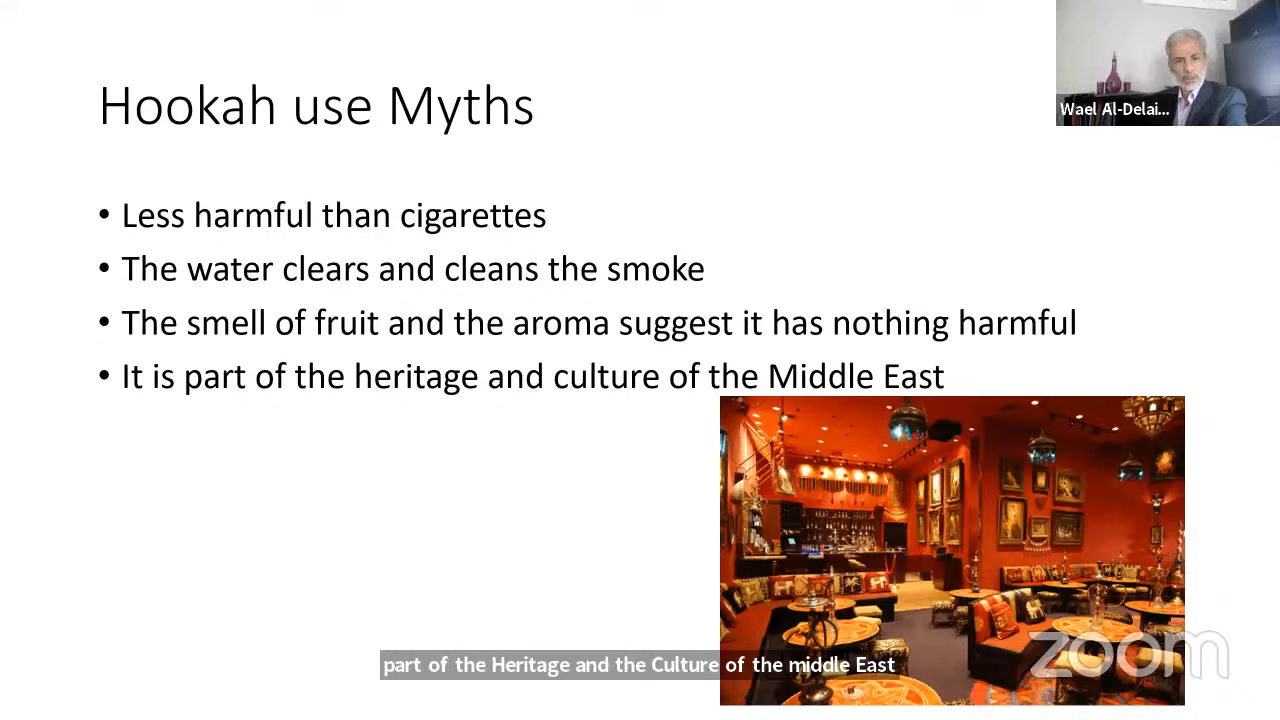 Hookah use Myths
Wael Al-Delai...
• Less harmful than cigarettes
• The water clears and cleans the smoke
• The smell of fruit and the aroma suggest it has nothing harmful
• It is part of the heritage and culture of the Middle East
part of the Heritage and the Culture of the middle East
zoom